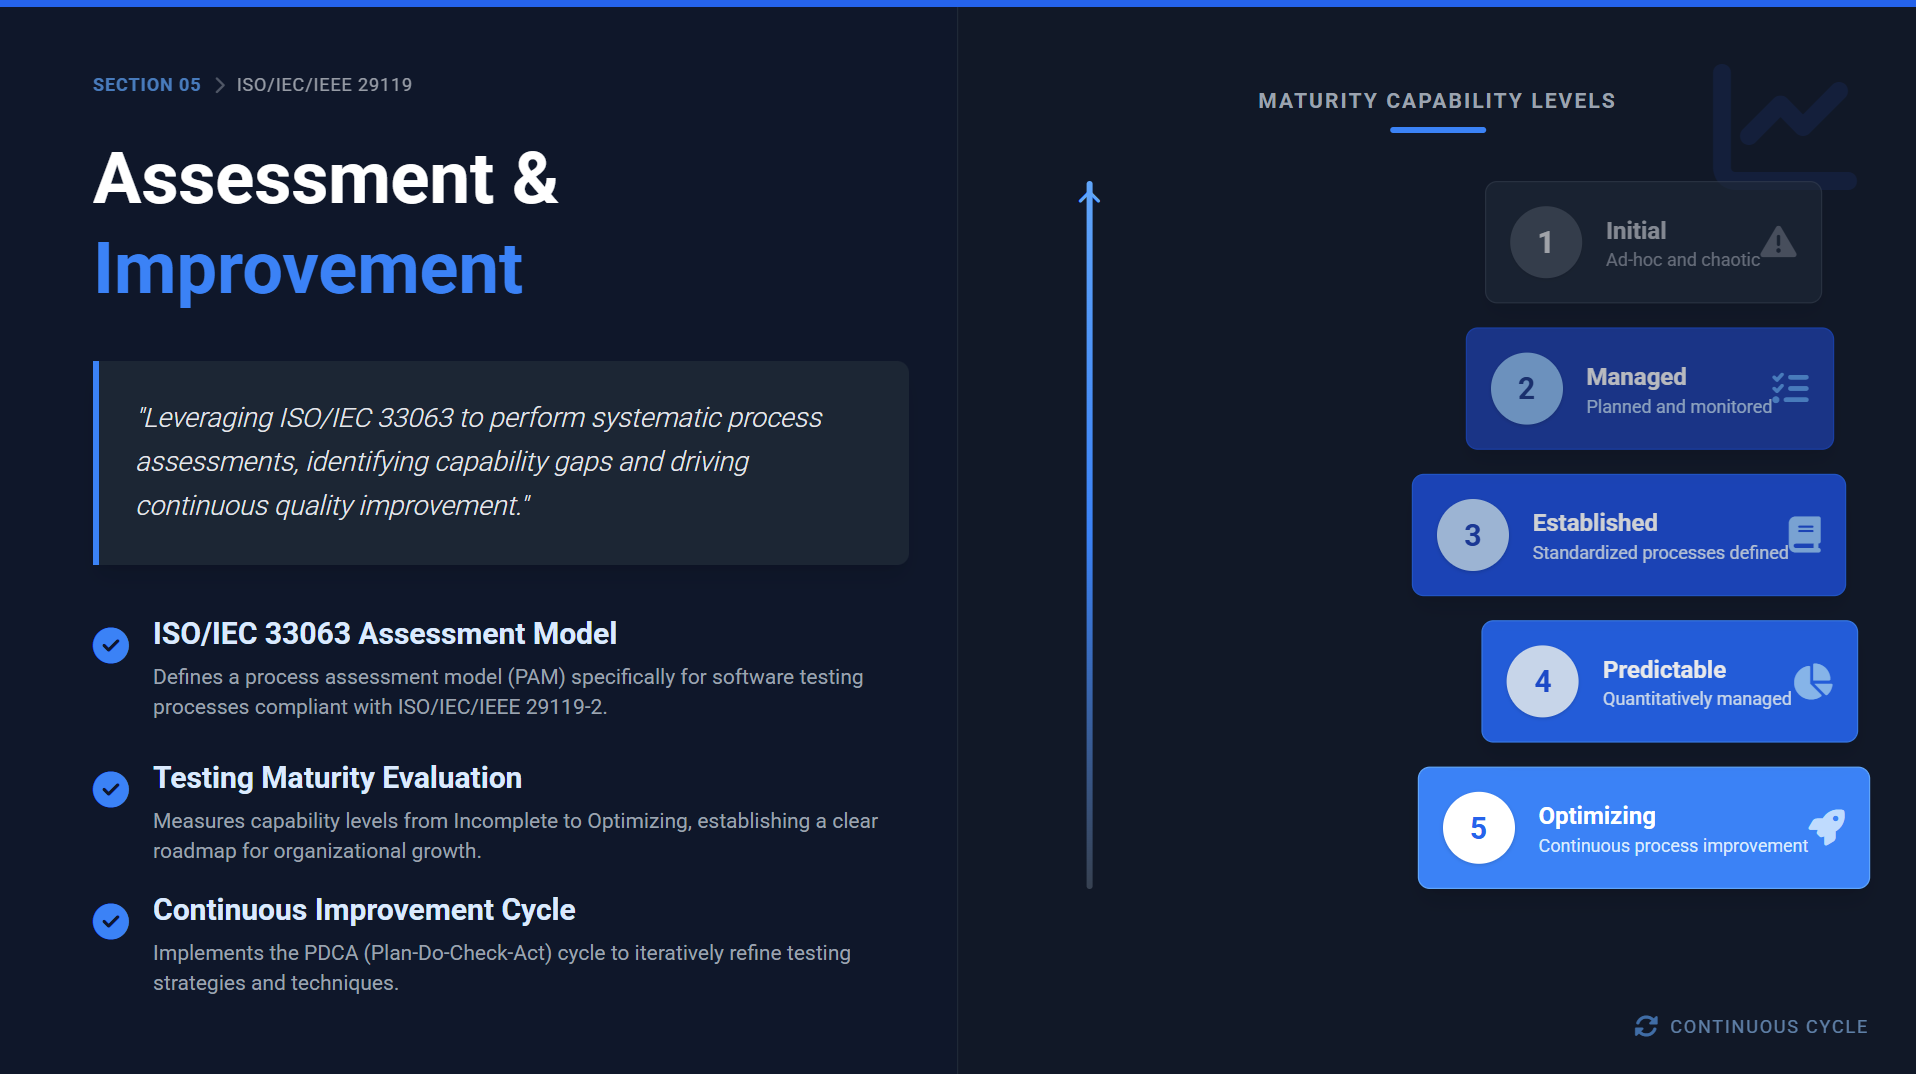 SECTION 05 ISO/IEC/IEEE 29119
Assessment &
Improvement
"Leveraging ISO/IEC 33063 to perform systematic process
assessments, identifying capability gaps and driving
continuous quality improvement."
ISO/IEC 33063 Assessment Model
Defines a process assessment model (PAM) specifically for software testing
processes compliant with ISO/IEC/IEEE 29119-2.
Testing Maturity Evaluation
Measures capability levels from Incomplete to Optimizing, establishing a clear
roadmap for organizational growth.
Continuous Improvement Cycle
Implements the PDCA (Plan-Do-Check-Act) cycle to iteratively refine testing
strategies and techniques.
MATURITY CAPABILITY LEVELS
1
Initial
Ad-hoc and chaotic
2
Managed
Planned and monitored
3
Established
Standardized processes defined
4
Predictable
Quantitatively managed
5
Optimizing
Continuous process improvement
CONTINUOUS CYCLE